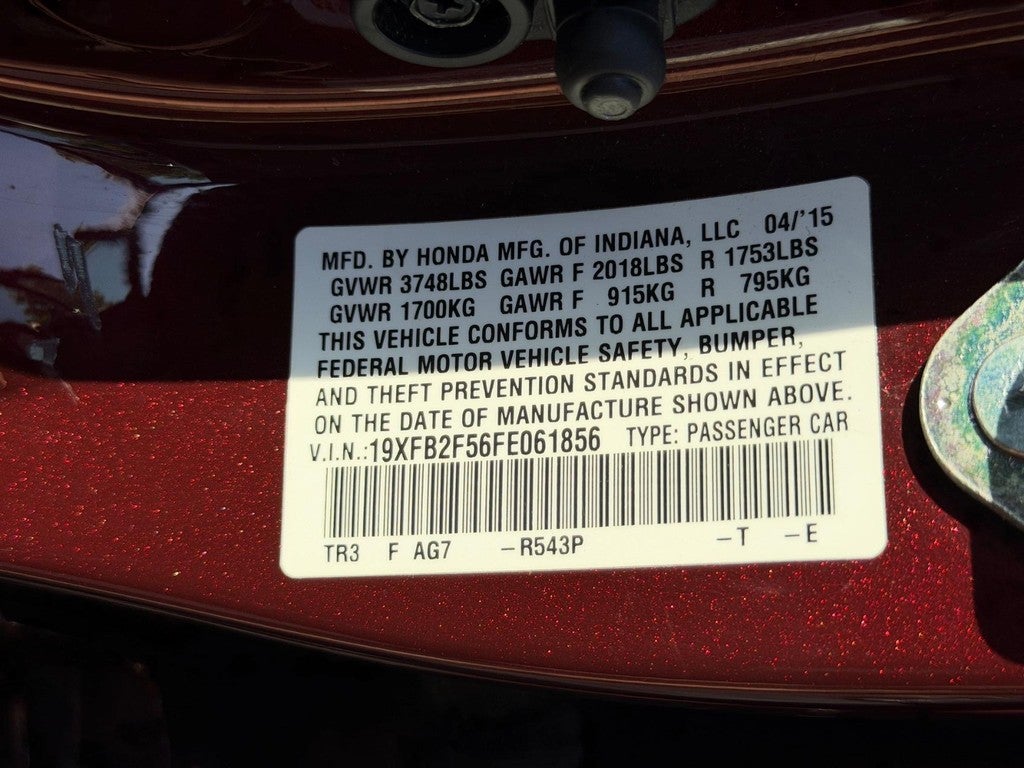 MFD. BY HONDA MFG. OF INDIANA, LLC 04/'15
GVWR 3748LBS GAWR F 2018LBS R 1753LBS
GVWR 1700KG GAWR F 915KG R 795KG
THIS VEHICLE CONFORMS TO ALL APPLICABLE
FEDERAL MOTOR VEHICLE SAFETY, BUMPER,
AND THEFT PREVENTION STANDARDS IN EFFECT
ON THE DATE OF MANUFACTURE SHOWN ABOVE.
V.I.N.:19XFB2F56FE061856 TYPE: PASSENGER CAR
TR3 F AG7 -R543P -T -E